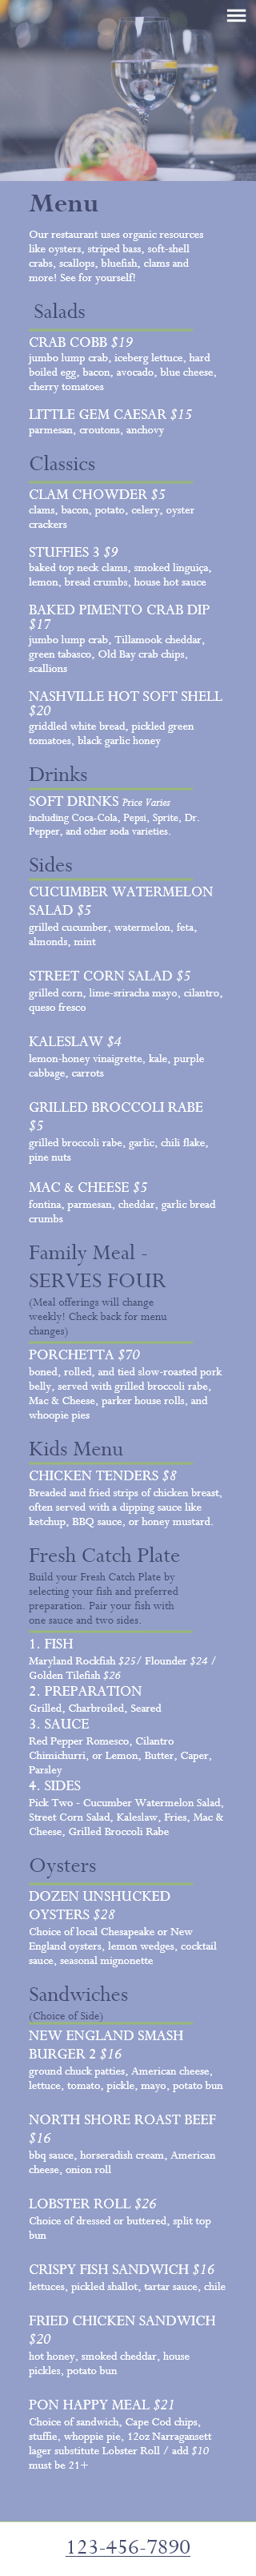 Menu
Our restaurant uses organic resources
like oysters, striped bass, soft-shell
crabs, scallops, bluefish, clams and
more! See for yourself!
Salads
CRAB COBB $19
jumbo lump crab, iceberg lettuce, hard
boiled egg, bacon, avocado, blue cheese,
cherry tomatoes
LITTLE GEM CAESAR $15
parmesan, croutons, anchovy
Classics
CLAM CHOWDER $5
clams, bacon, potato, celery, oyster
crackers
STUFFIES 3 $9
baked top neck clams, smoked linguiça,
lemon, bread crumbs, house hot sauce
BAKED PIMENTO CRAB DIP
$17
jumbo lump crab, Tillamook cheddar,
green tabasco, Old Bay crab chips,
scallions
NASHVILLE HOT SOFT SHELL
$20
griddled white bread, pickled green
tomatoes, black garlic honey
Drinks
SOFT DRINKS Price Varies
including Coca-Cola, Pepsi, Sprite, Dr.
Pepper, and other soda varieties.
Sides
CUCUMBER WATERMELON
SALAD $5
grilled cucumber, watermelon, feta,
almonds, mint
STREET CORN SALAD $5
grilled corn, lime-sriracha mayo, cilantro,
queso fresco
KALESLAW $4
lemon-honey vinaigrette, kale, purple
cabbage, carrots
GRILLED BROCCOLI RABE
$5
grilled broccoli rabe, garlic, chili flake,
pine nuts
MAC & CHEESE $5
fontina, parmesan, cheddar, garlic bread
crumbs
Family Meal -
SERVES FOUR
(Meal offerings will change
weekly! Check back for menu
changes)
PORCHETTA $70
boned, rolled, and tied slow-roasted pork
belly, served with grilled broccoli rabe,
Mac & Cheese, parker house rolls, and
whoopie pies
Kids Menu
CHICKEN TENDERS $8
Breaded and fried strips of chicken breast,
often served with a dipping sauce like
ketchup, BBQ sauce, or honey mustard.
Fresh Catch Plate
Build your Fresh Catch Plate by
selecting your fish and preferred
preparation. Pair your fish with
one sauce and two sides.
1. FISH
Maryland Rockfish $25/ Flounder $24 /
Golden Tilefish $26
2. PREPARATION
Grilled, Charbroiled, Seared
3. SAUCE
Red Pepper Romesco, Cilantro
Chimichurri, or Lemon, Butter, Caper,
Parsley
4. SIDES
Pick Two - Cucumber Watermelon Salad,
Street Corn Salad, Kaleslaw, Fries, Mac &
Cheese, Grilled Broccoli Rabe
Oysters
DOZEN UNSHUCKED
OYSTERS $28
Choice of local Chesapeake or New
England oysters, lemon wedges, cocktail
sauce, seasonal mignonette
Sandwiches
(Choice of Side)
NEW ENGLAND SMASH
BURGER 2 $16
ground chuck patties, American cheese,
lettuce, tomato, pickle, mayo, potato bun
NORTH SHORE ROAST BEEF
$16
bbq sauce, horseradish cream, American
cheese, onion roll
LOBSTER ROLL $26
Choice of dressed or buttered, split top
bun
CRISPY FISH SANDWICH $16
lettuces, pickled shallot, tartar sauce, chile
FRIED CHICKEN SANDWICH
$20
hot honey, smoked cheddar, house
pickles, potato bun
PON HAPPY MEAL $21
Choice of sandwich, Cape Cod chips,
stuffie, whoppie pie, 12oz Narragansett
lager substitute Lobster Roll / add $10
must be 21+
123-456-7890